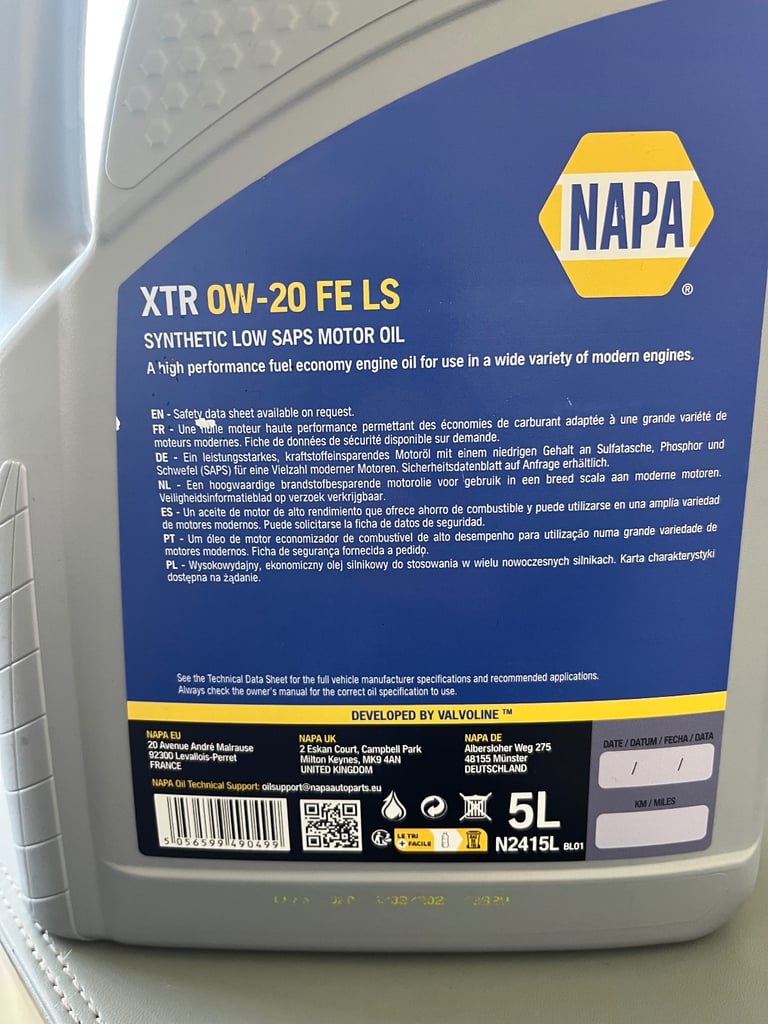 NAPA
®
XTR 0W-20 FE LS
SYNTHETIC LOW SAPS MOTOR OIL
A high performance fuel economy engine oil for use in a wide variety of modern engines.
EN - Safety data sheet available on request.
FR - Une huile moteur haute performance permettant des économies de carburant adaptée à une grande variété de
moteurs modernes. Fiche de données de sécurité disponible sur demande.
DE - Ein leistungsstarkes, kraftstoffeinsparendes Motoröl mit einem niedrigen Gehalt an Sulfatasche, Phosphor und
Schwefel (SAPS) für eine Vielzahl moderner Motoren. Sicherheitsdatenblatt auf Anfrage erhältlich.
NL - Een hoogwaardige brandstofbesparende motorolie voor gebruik in een breed scala aan moderne motoren.
Veiligheidsinformatieblad op verzoek verkrijgbaar.
ES - Un aceite de motor de alto rendimiento que ofrece ahorro de combustible y puede utilizarse en una amplia variedad
de motores modernos. Puede solicitarse la ficha de datos de seguridad.
PT - Um óleo de motor economizador de combustível de alto desempenho para utilização numa grande variedade de
motores modernos. Ficha de segurança fornecida a pedido.
PL - Wysokowydajny, ekonomiczny olej silnikowy do stosowania w wielu nowoczesnych silnikach. Karta charakterystyki
dostępna na żądanie.
See the Technical Data Sheet for the full vehicle manufacturer specifications and recommended applications.
Always check the owner's manual for the correct oil specification to use.
DEVELOPED BY VALVOLINE ™
NAPA EU
20 Avenue André Malrause
92300 Levallois-Perret
FRANCE
NAPA UK
2 Eskan Court, Campbell Park
Milton Keynes, MK9 4AN
UNITED KINGDOM
NAPA DE
Albersloher Weg 275
48155 Münster
DEUTSCHLAND
DATE / DATUM / FECHA / DATA
/ /
KM / MILES
NAPA Oil Technical Support: oilsupport@napaautoparts.eu
5 056599 490499
LE TRI
+ FACILE
5L
N2415L BL01